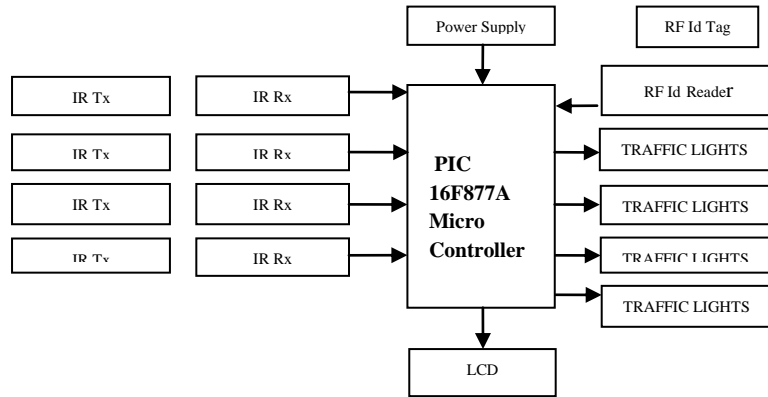 Power Supply
RF Id Tag
IR Tx
IR Rx
RF Id Reader
IR Tx
IR Rx
TRAFFIC LIGHTS
IR Tx
IR Rx
TRAFFIC LIGHTS
IR Tx
IR Rx
TRAFFIC LIGHTS
TRAFFIC LIGHTS
PIC
16F877A
Micro
Controller
LCD